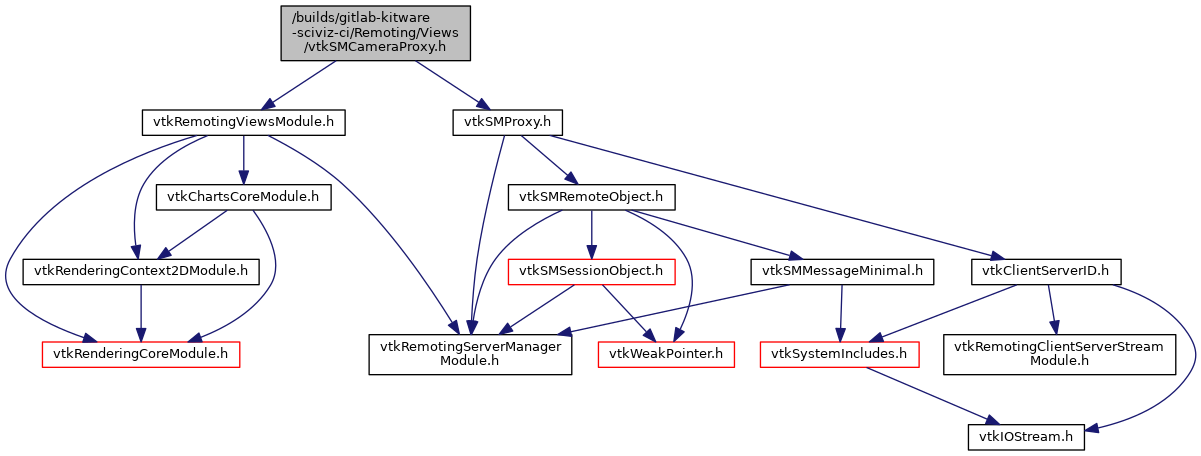 /builds/gitlab-kitware
-sciviz-ci/Remoting/Views
/vtkSMCameraProxy.h
vtkRemotingViewsModule.h
vtkSMProxy.h
vtkChartsCoreModule.h
vtkSMRemoteObject.h
vtkRenderingContext2DModule.h
vtkSMSessionObject.h
vtkSMMessageMinimal.h
vtkClientServerID.h
vtkRenderingCoreModule.h
vtkRemotingServerManager
Module.h
vtkWeakPointer.h
vtkSystemIncludes.h
vtkRemotingClientServerStream
Module.h
vtkIOStream.h